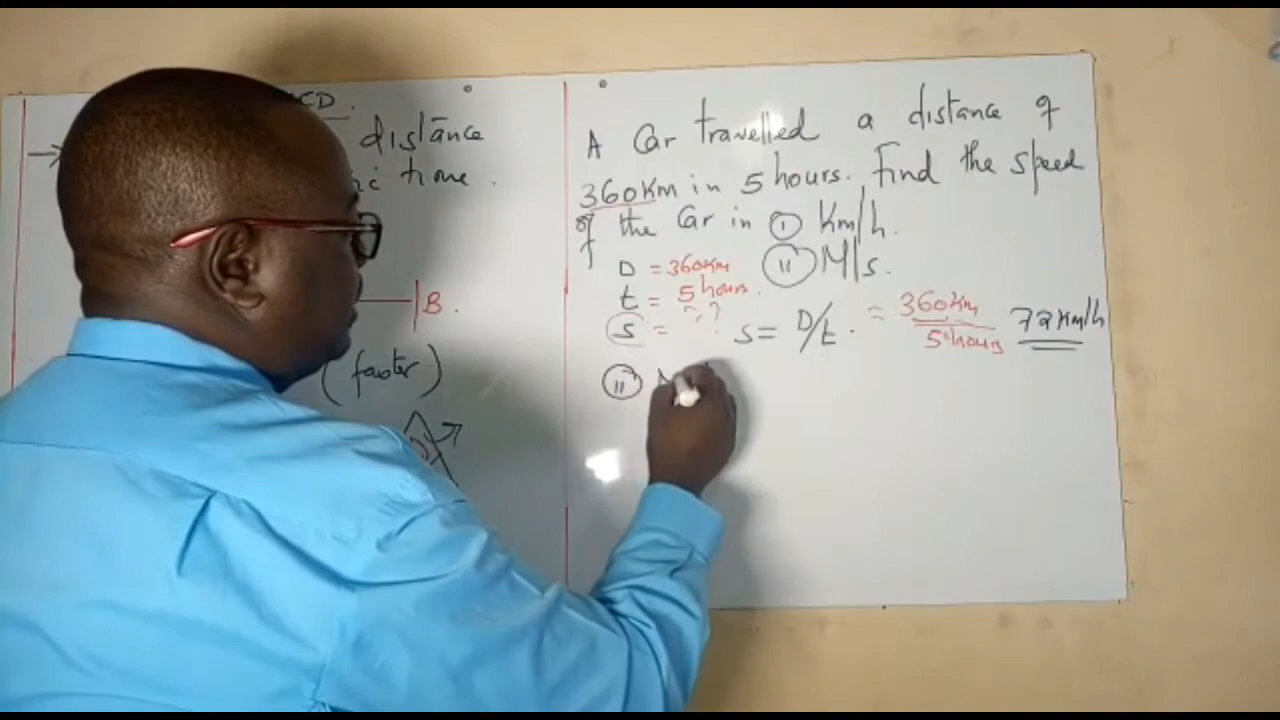 distance
time.
B.
(faster)
A Car travelled a distance of
360Km in 5 hours. Find the speed
of the Car in (i) Km/h.
(ii) M/s.
D = 360Km
t = 5 hours.
S = ??
S = D/t. = 360Km / 5 hours 72Km/h
(ii)